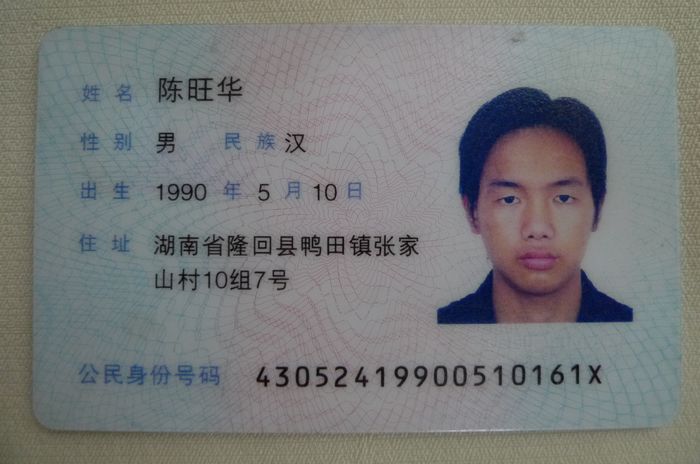 姓名 陈旺华
性别 男 民族 汉
出生 1990 年 5 月 10 日
住址 湖南省隆回县鸭田镇张家
山村10组7号
公民身份号码 43052419900510161X